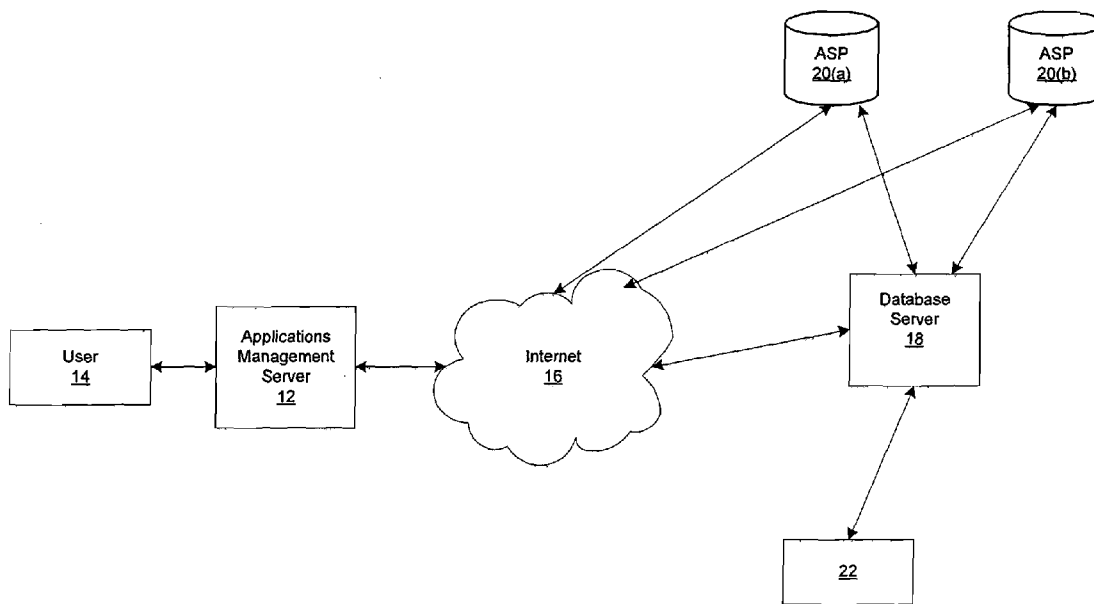 ASP
20(a)
ASP
20(b)
Database
Server
18
Applications
Management
Server
12
User
14
Internet
16
22